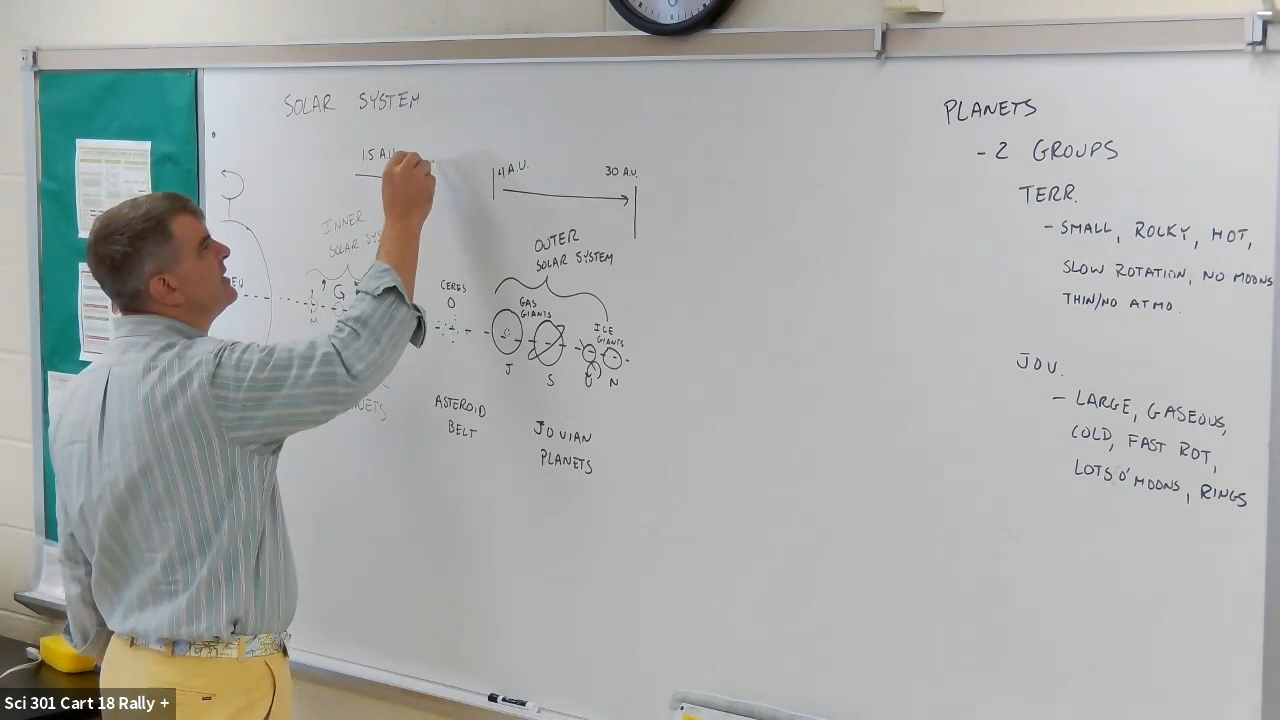 SOLAR SYSTEM
1.5 A.U.
4 A.U.
30 A.U.
INNER
SOLAR SYS
OUTER
SOLAR SYSTEM
CERES
GAS
GIANTS
ICE
GIANTS
M
J
S
U
N
ASTEROID
BELT
JOVIAN
PLANETS
PLANETS
- 2 GROUPS
TERR.
- SMALL, ROCKY, HOT,
SLOW ROTATION, NO MOONS
THIN/NO ATMO.
JOV.
- LARGE, GASEOUS,
COLD, FAST ROT,
LOTS O' MOONS, RINGS
Sci 301 Cart 18 Rally +